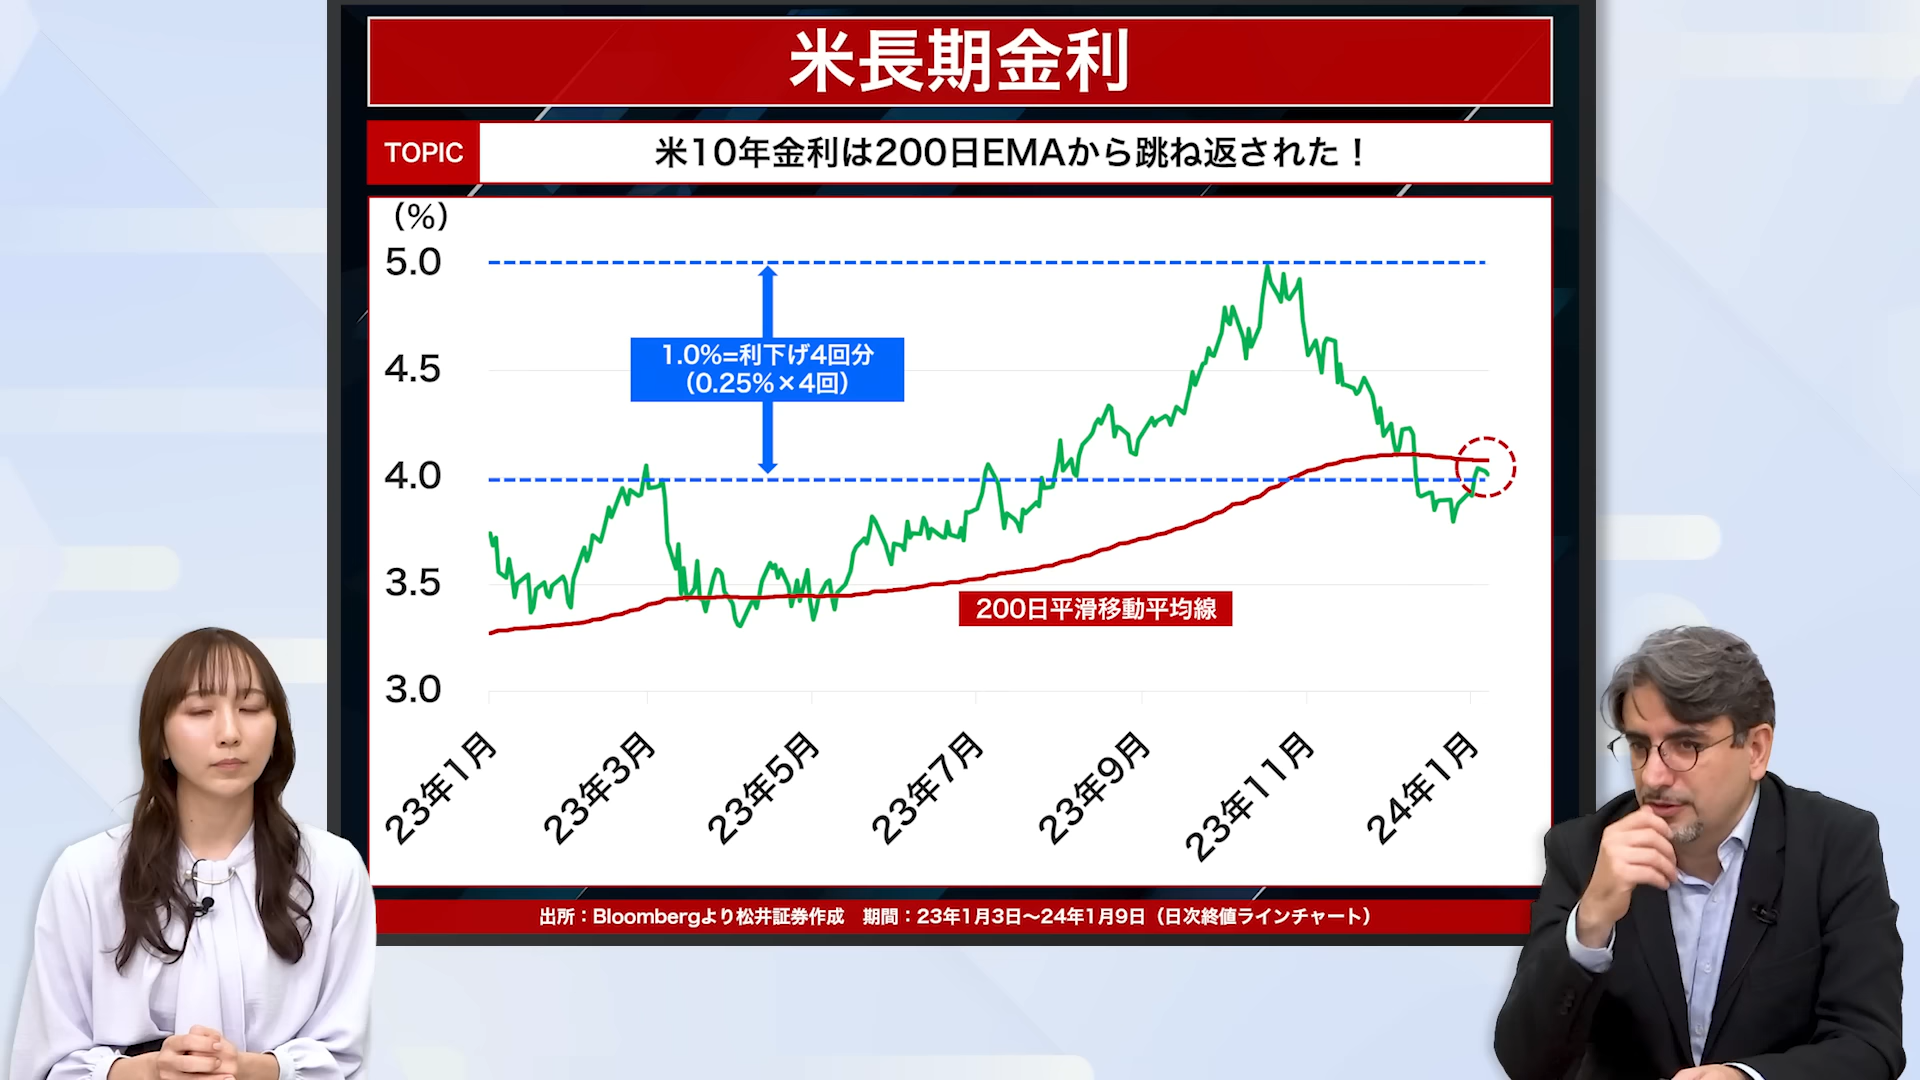 米長期金利
TOPIC
米10年金利は200日EMAから跳ね返された！
(%)
5.0
4.5
4.0
3.5
3.0
1.0%=利下げ4回分
(0.25%×4回)
200日平滑移動平均線
23年1月
23年3月
23年5月
23年7月
23年9月
23年11月
24年1月
出所：Bloombergより松井証券作成　期間：23年1月3日〜24年1月9日（日次終値ラインチャート）